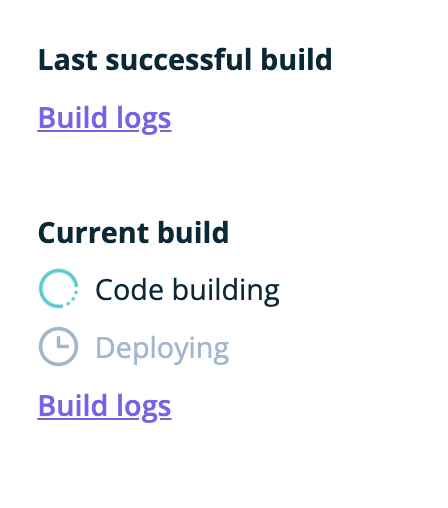 Last successful build
Build logs
Current build
Code building
Deploying
Build logs